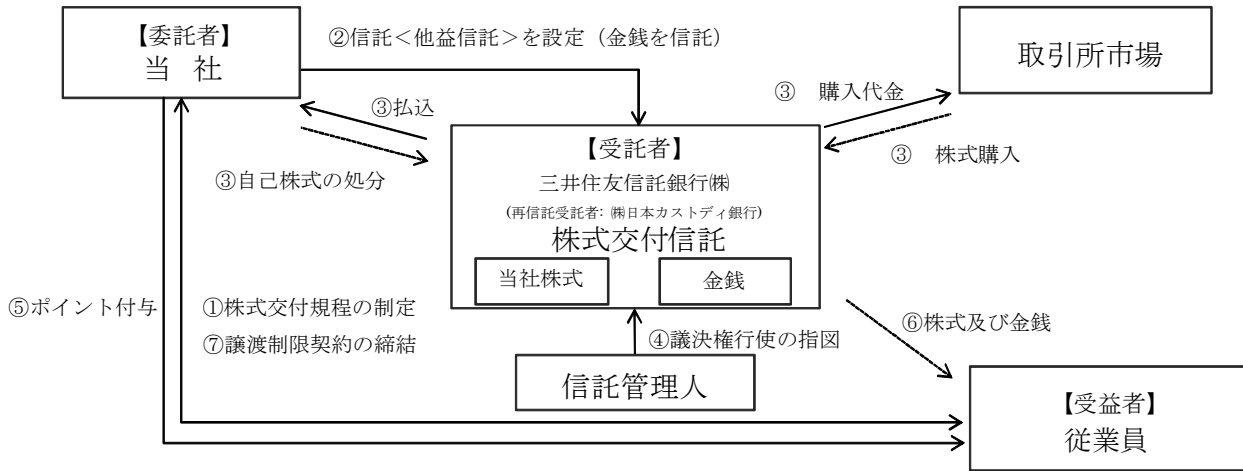 【委託者】
当 社
②信託<他益信託>を設定（金銭を信託）
取引所市場
③払込
③自己株式の処分
③ 購入代金
③ 株式購入
【受託者】
三井住友信託銀行㈱
(再信託受託者: ㈱日本カストディ銀行)
株式交付信託
当社株式
金銭
⑤ポイント付与
①株式交付規程の制定
⑦譲渡制限契約の締結
④議決権行使の指図
⑥株式及び金銭
信託管理人
【受益者】
従業員